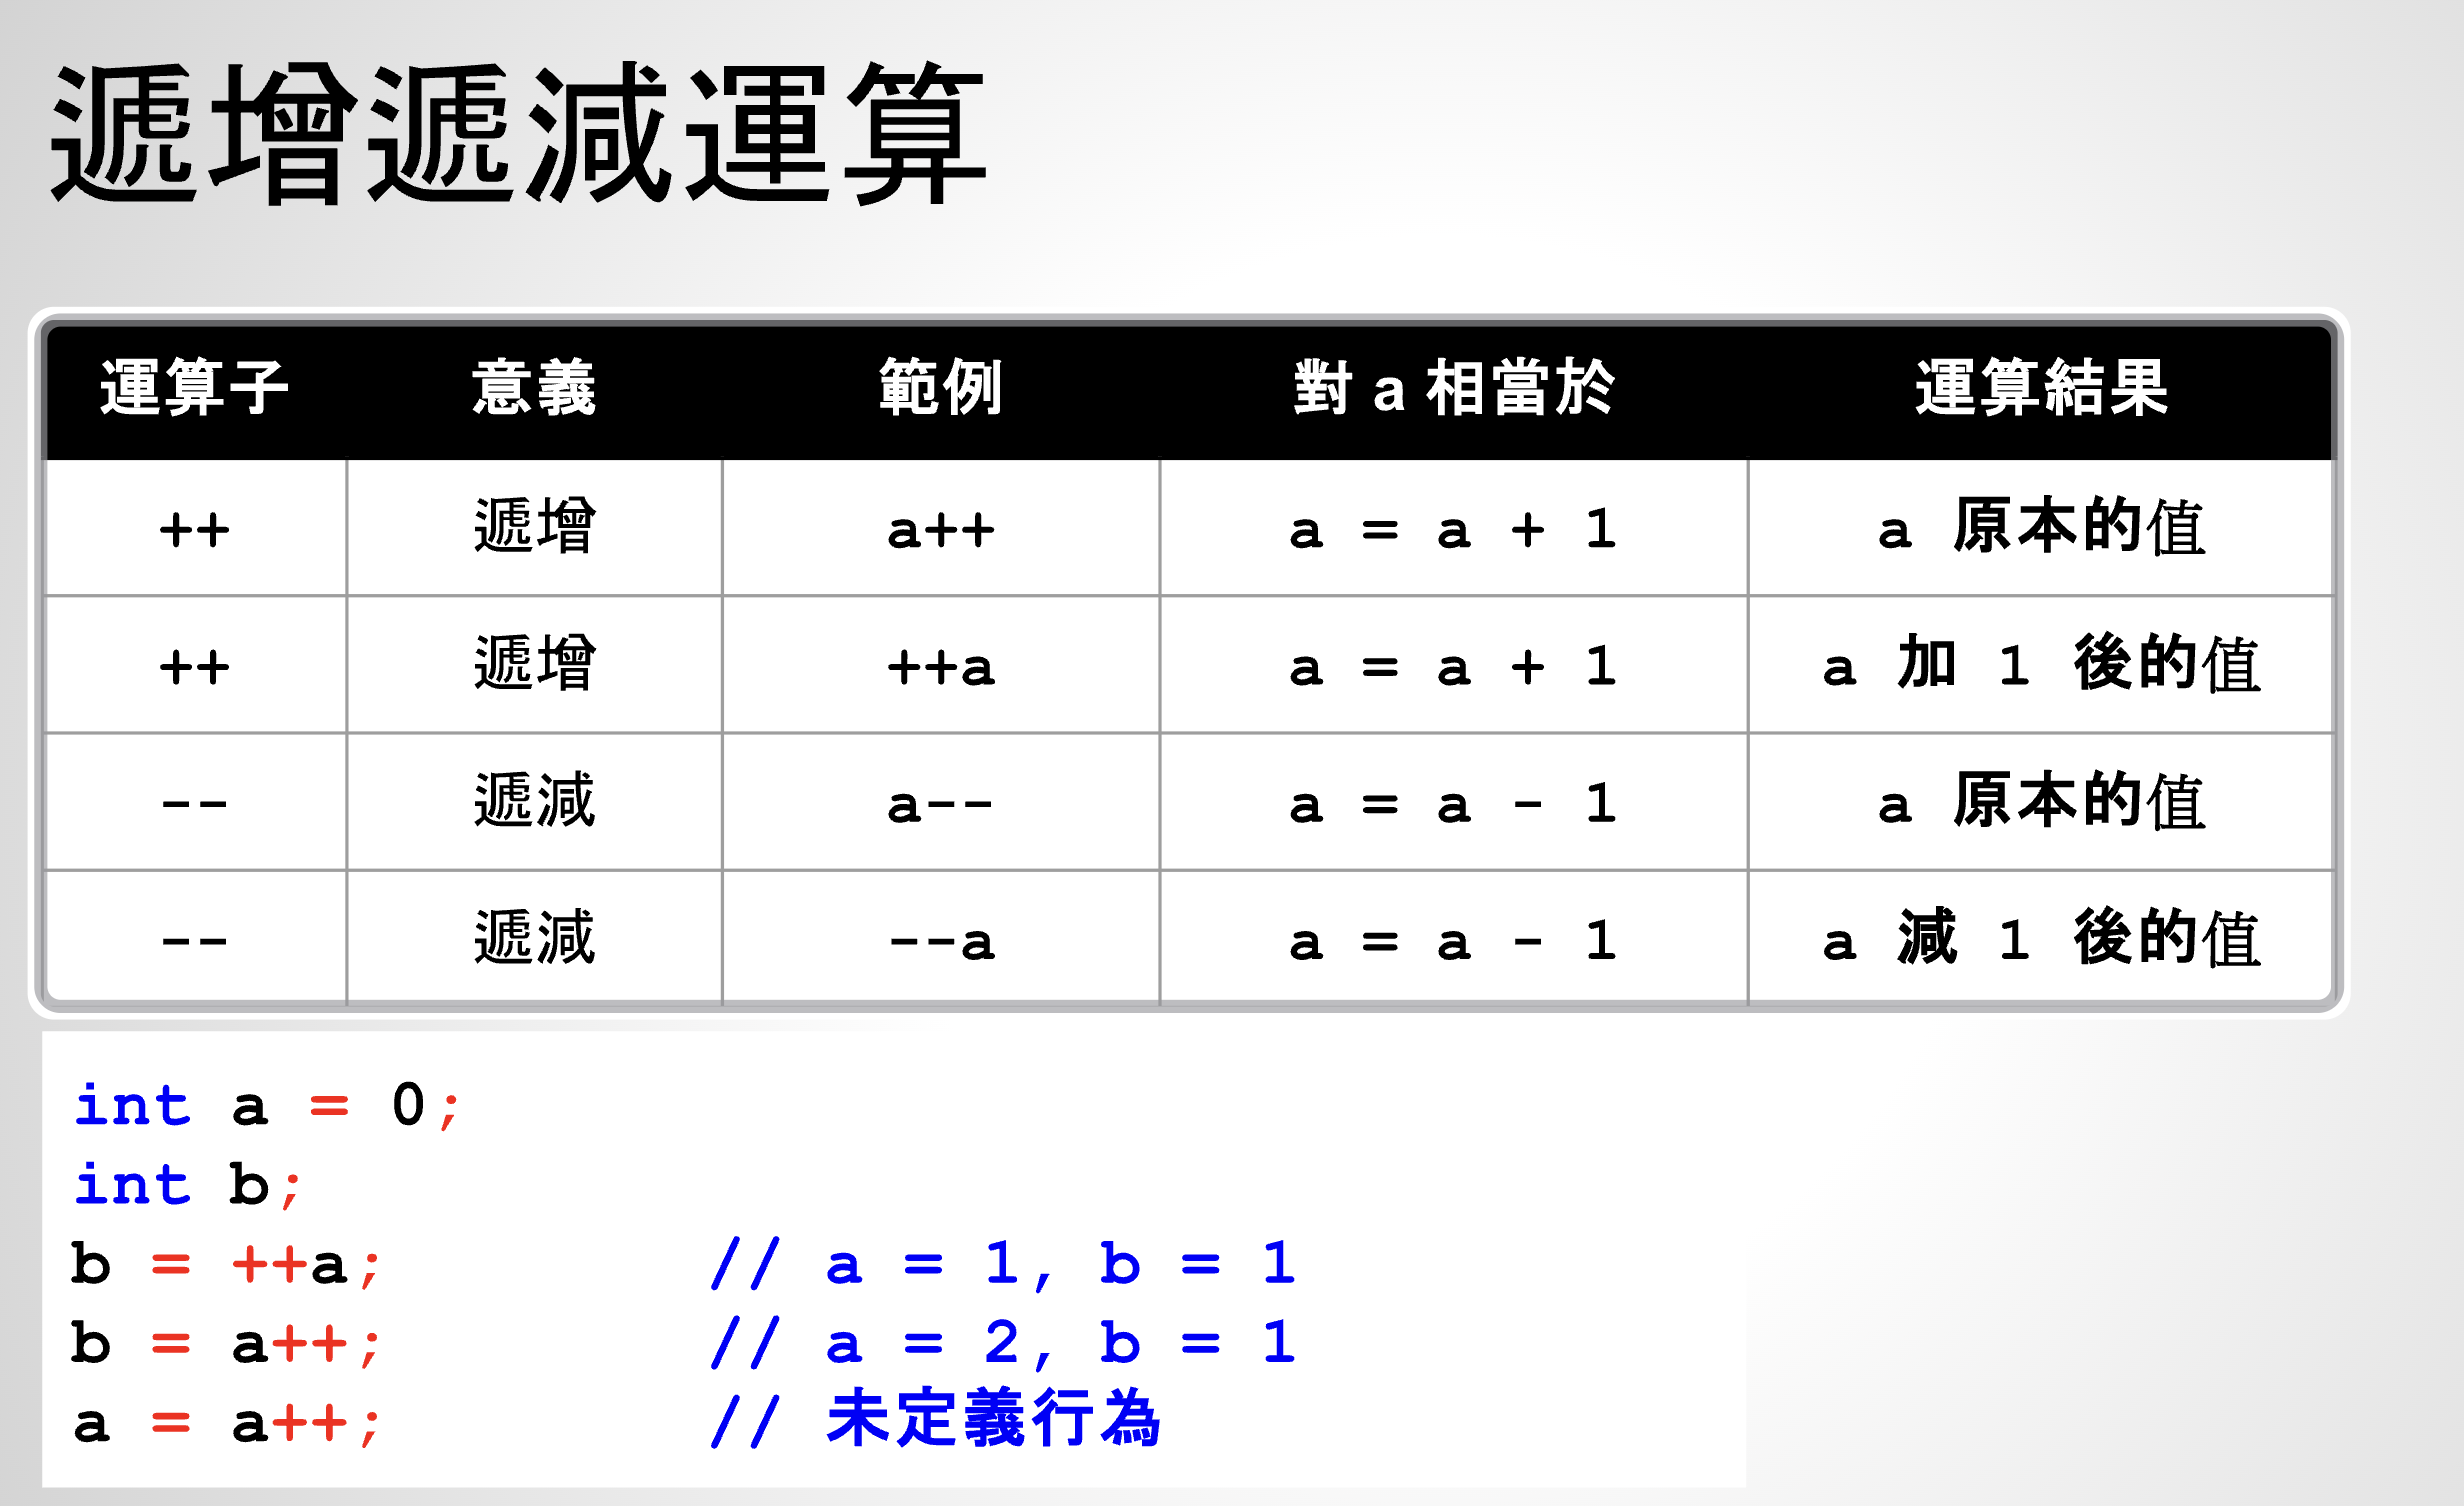 遞增遞減運算
運算子 意義 範例 對 a 相當於 運算結果
++ 遞增 a++ a = a + 1 a 原本的值
++ 遞增 ++a a = a + 1 a 加 1 後的值
-- 遞減 a-- a = a - 1 a 原本的值
-- 遞減 --a a = a - 1 a 減 1 後的值
int a = 0;
int b;
b = ++a; // a = 1, b = 1
b = a++; // a = 2, b = 1
a = a++; // 未定義行為